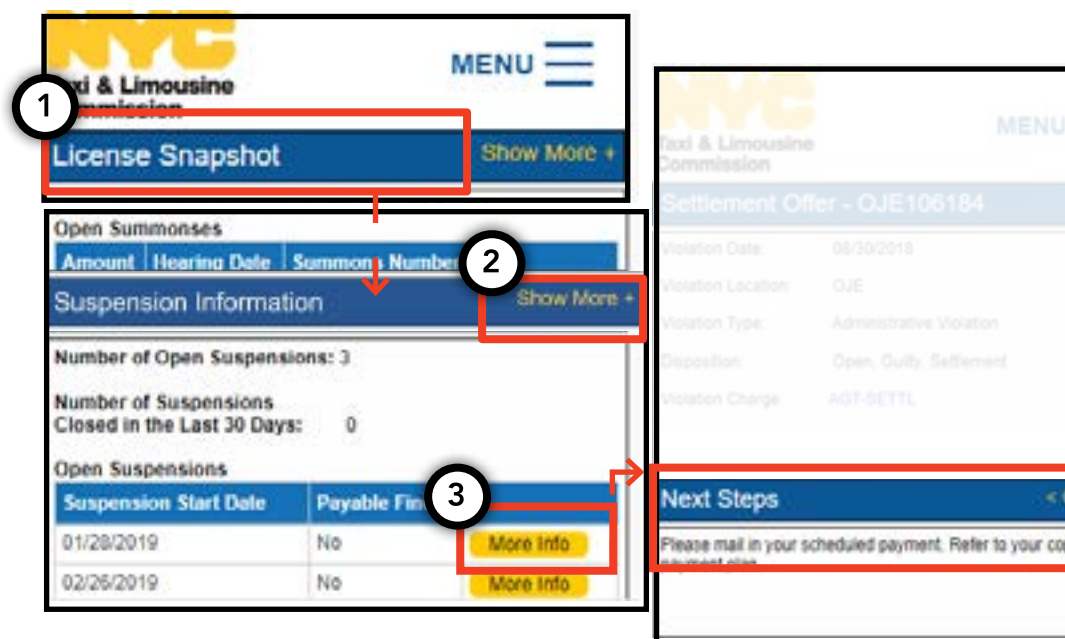 NYC
MENU
Taxi & Limousine
Commission
1
License Snapshot
Show More +
Open Summonses
Amount Hearing Date Summons Number
2
Suspension Information
Show More +
Number of Open Suspensions: 3
Number of Suspensions
Closed in the Last 30 Days: 0
Open Suspensions
Suspension Start Date Payable
3
01/28/2019 No More Info
02/26/2019 No More Info
NYC
MENU
Taxi & Limousine
Commission
Settlement Offer - OJE106184
Violation Date: 08/30/2018
Violation Location: OJE
Violation Type: Administrative Violation
Disposition: Open, Guilty, Settlement
Violation Charge AGT-SETTL
Next Steps
<
Please mail in your scheduled payment. Refer to your
payment plan